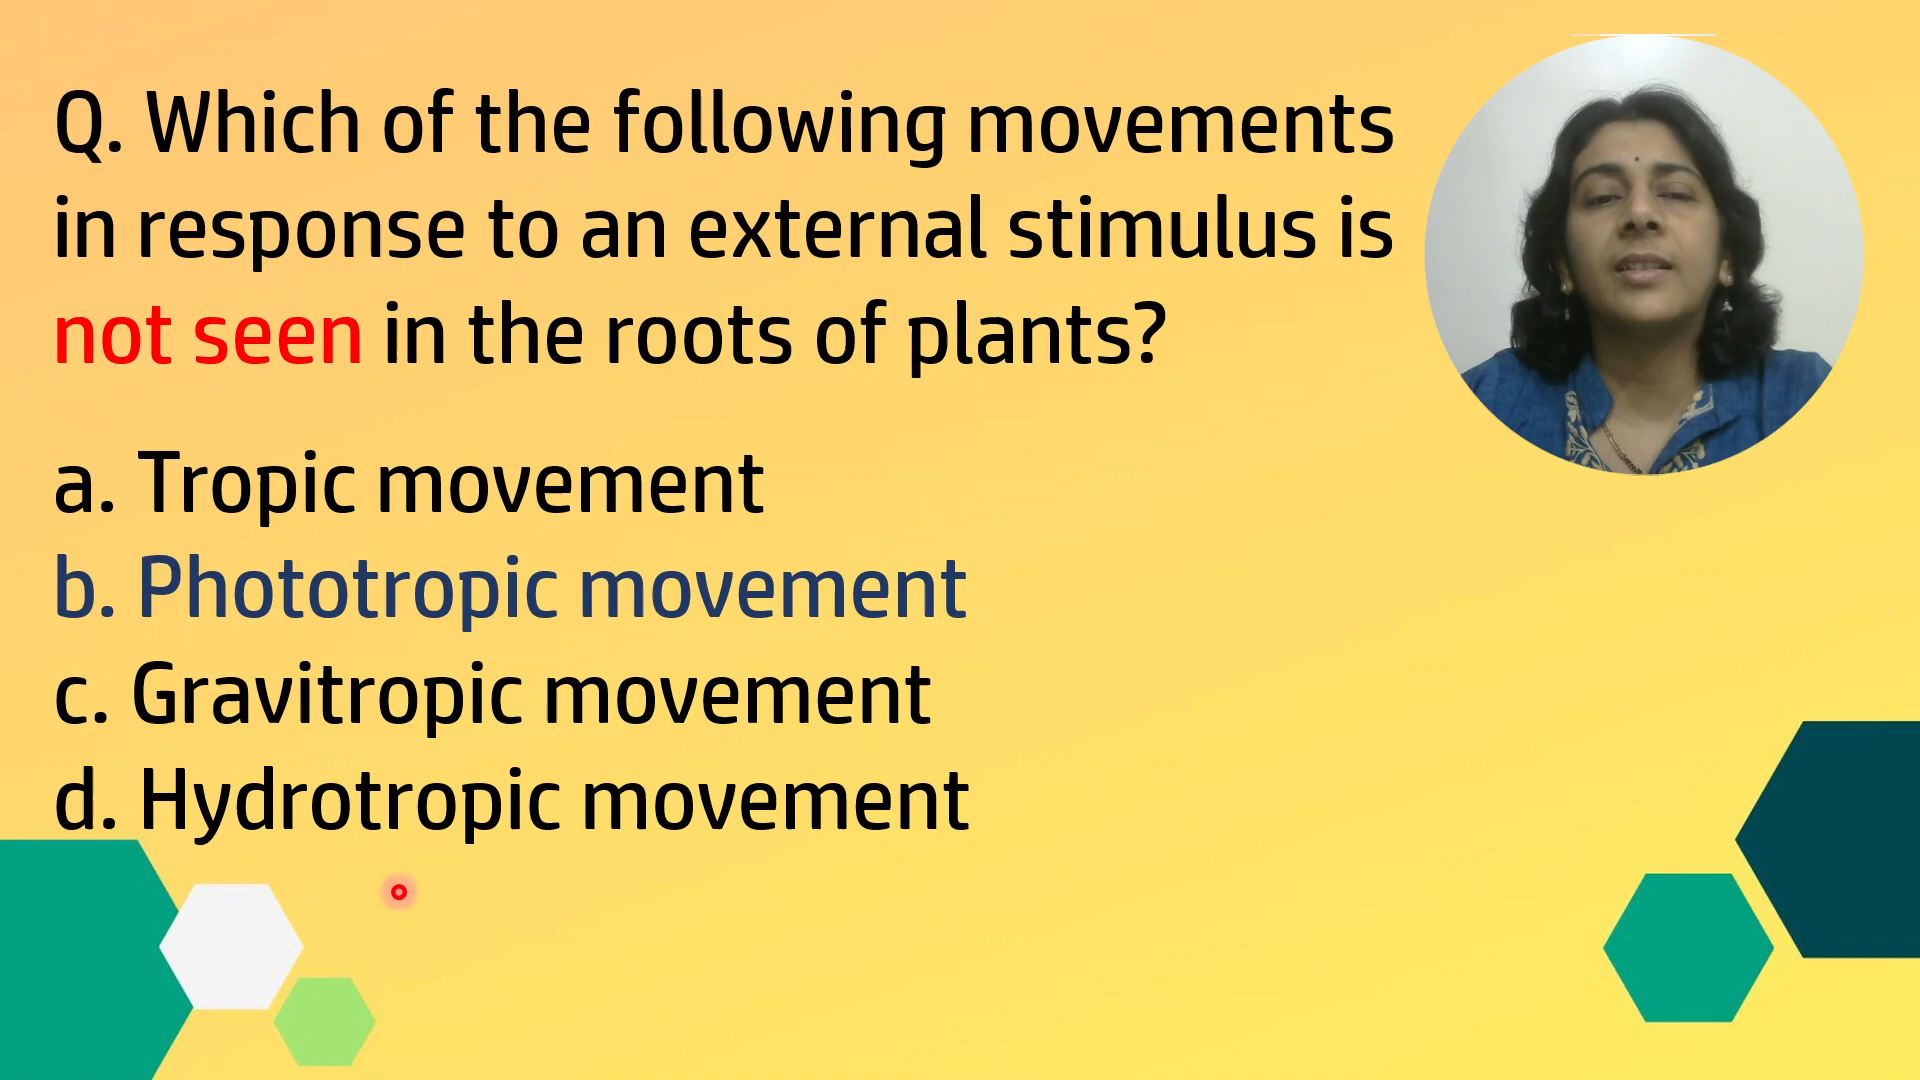 Q. Which of the following movements
in response to an external stimulus is
not seen in the roots of plants?
a. Tropic movement
b. Phototropic movement
c. Gravitropic movement
d. Hydrotropic movement